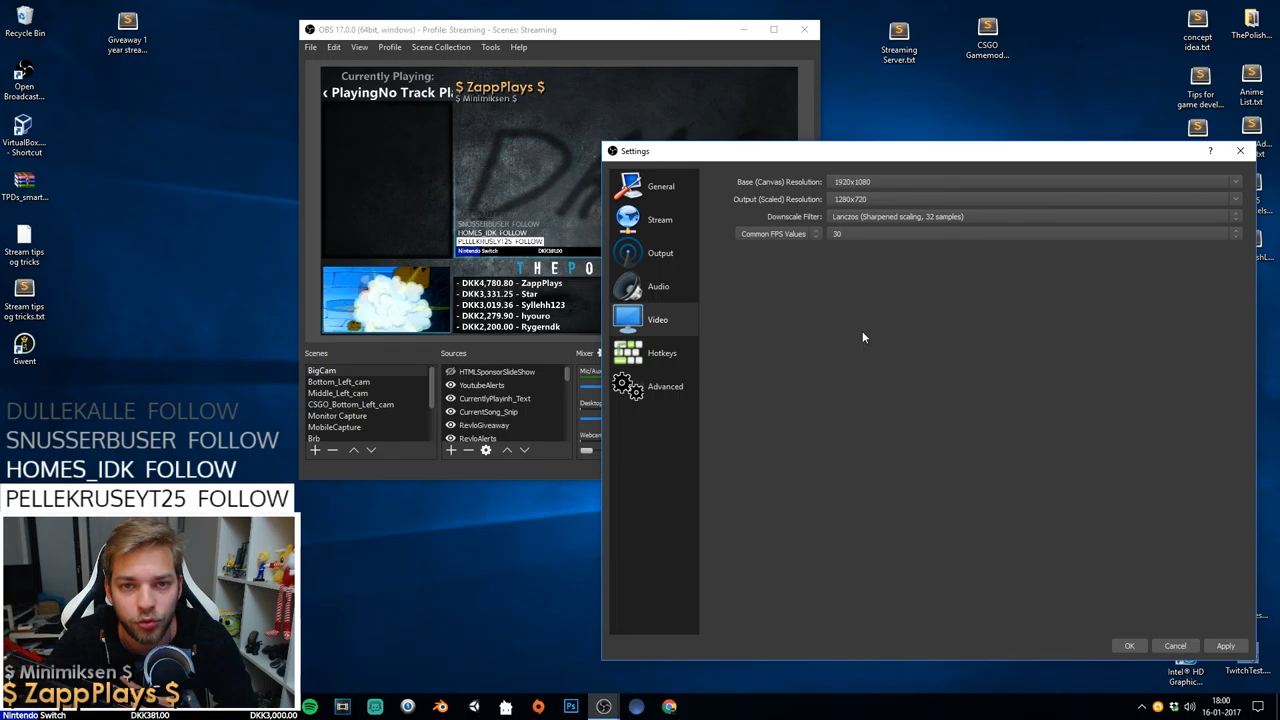 Recycle Bin
Giveaway 1
year strea...
Open
Broadcast...
VirtualBox....
- Shortcut
TPDs_smart...
Stream tips
og tricks
Stream tips
og tricks.txt
Gwent
OBS 17.0.0 (64bit, windows) - Profile: Streaming - Scenes: Streaming
File Edit View Profile Scene Collection Tools Help
Currently Playing:
‹ PlayingNo Track Pl
$ ZappPlays $
$ Minimiksen $
SNUSSERBUSER FOLLOW
HOMES_IDK FOLLOW
PELLEKRUSEYT25 FOLLOW
Nintendo Switch DKK381.00
T H E P O
- DKK4,780.80 - ZappPlays
- DKK3,331.25 - Star
- DKK3,019.36 - Syllehh123
- DKK2,279.90 - hyouro
- DKK2,200.00 - Rygerndk
Scenes
BigCam
Bottom_Left_cam
Middle_Left_cam
CSGO_Bottom_Left_cam
Monitor Capture
MobileCapture
Brb
Sources
HTMLSponsorSlideShow
YoutubeAlerts
CurrentlyPlayinh_Text
CurrentSong_Snip
RevloGiveaway
RevloAlerts
Mixer
Mic/Aux
Desktop
Webcam
Settings
General
Stream
Output
Audio
Video
Hotkeys
Advanced
Base (Canvas) Resolution: 1920x1080
Output (Scaled) Resolution: 1280x720
Downscale Filter: Lanczos (Sharpened scaling, 32 samples)
Common FPS Values 30
OK Cancel Apply
Streaming
Server.txt
CSGO
Gamemod...
concept
idea.txt
ThePolish...
Tips for
game devel...
Anime
List.txt
Intel® HD
Graphic...
TwitchTest...
DULLEKALLE FOLLOW
SNUSSERBUSER FOLLOW
HOMES_IDK FOLLOW
PELLEKRUSEYT25 FOLLOW
$ Minimiksen $
$ ZappPlays $
Nintendo Switch DKK381.00 DKK3,000.00
Ps
18:00
16-01-2017